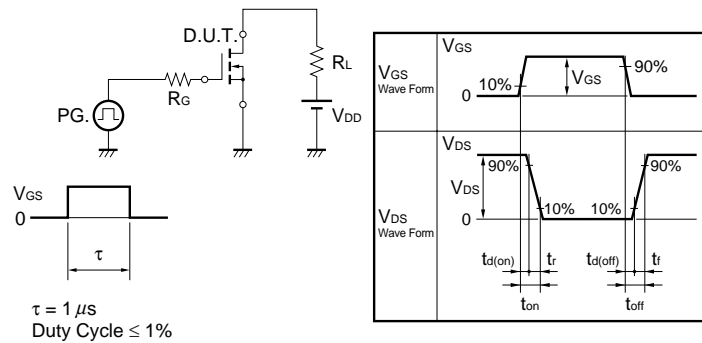 D.U.T.
RL
RG
PG.
VDD
VGS
0
τ
τ = 1 μs
Duty Cycle ≤ 1%
VGS
Wave Form
VGS
10%
VGS
90%
0
VDS
Wave Form
VDS
90%
90%
VDS
10%
10%
0
td(on)
tr
td(off)
tf
ton
toff